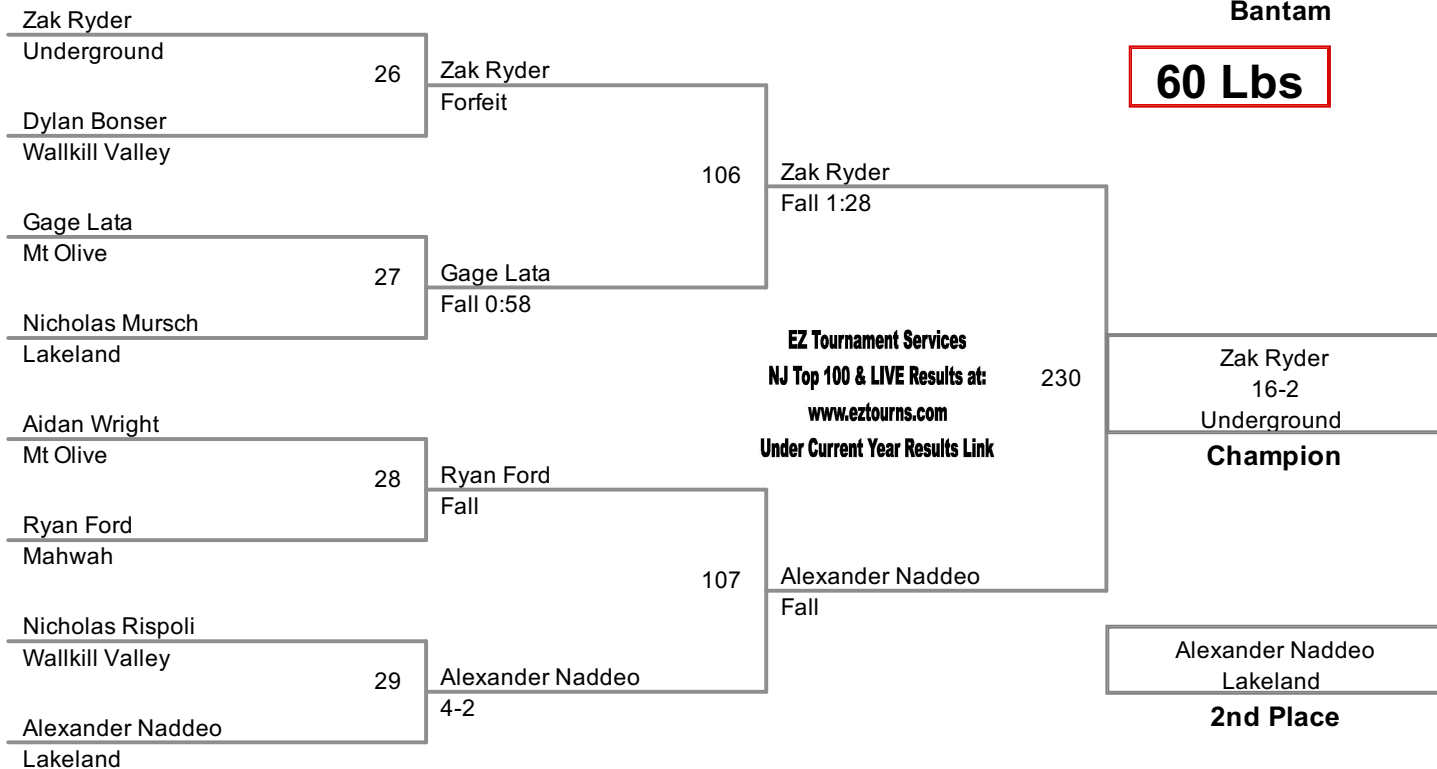 Bantam
60 Lbs
Zak Ryder
Underground
26
Dylan Bonser
Wallkill Valley
Zak Ryder
Forfeit
Gage Lata
Mt Olive
27
Nicholas Mursch
Lakeland
Gage Lata
Fall 0:58
106
Zak Ryder
Fall 1:28
Aidan Wright
Mt Olive
28
Ryan Ford
Mahwah
Ryan Ford
Fall
Nicholas Rispoli
Wallkill Valley
29
Alexander Naddeo
Lakeland
Alexander Naddeo
4-2
107
Alexander Naddeo
Fall
EZ Tournament Services
NJ Top 100 & LIVE Results at:
www.eztourns.com
Under Current Year Results Link
230
Zak Ryder
16-2
Underground
Champion
Alexander Naddeo
Lakeland
2nd Place